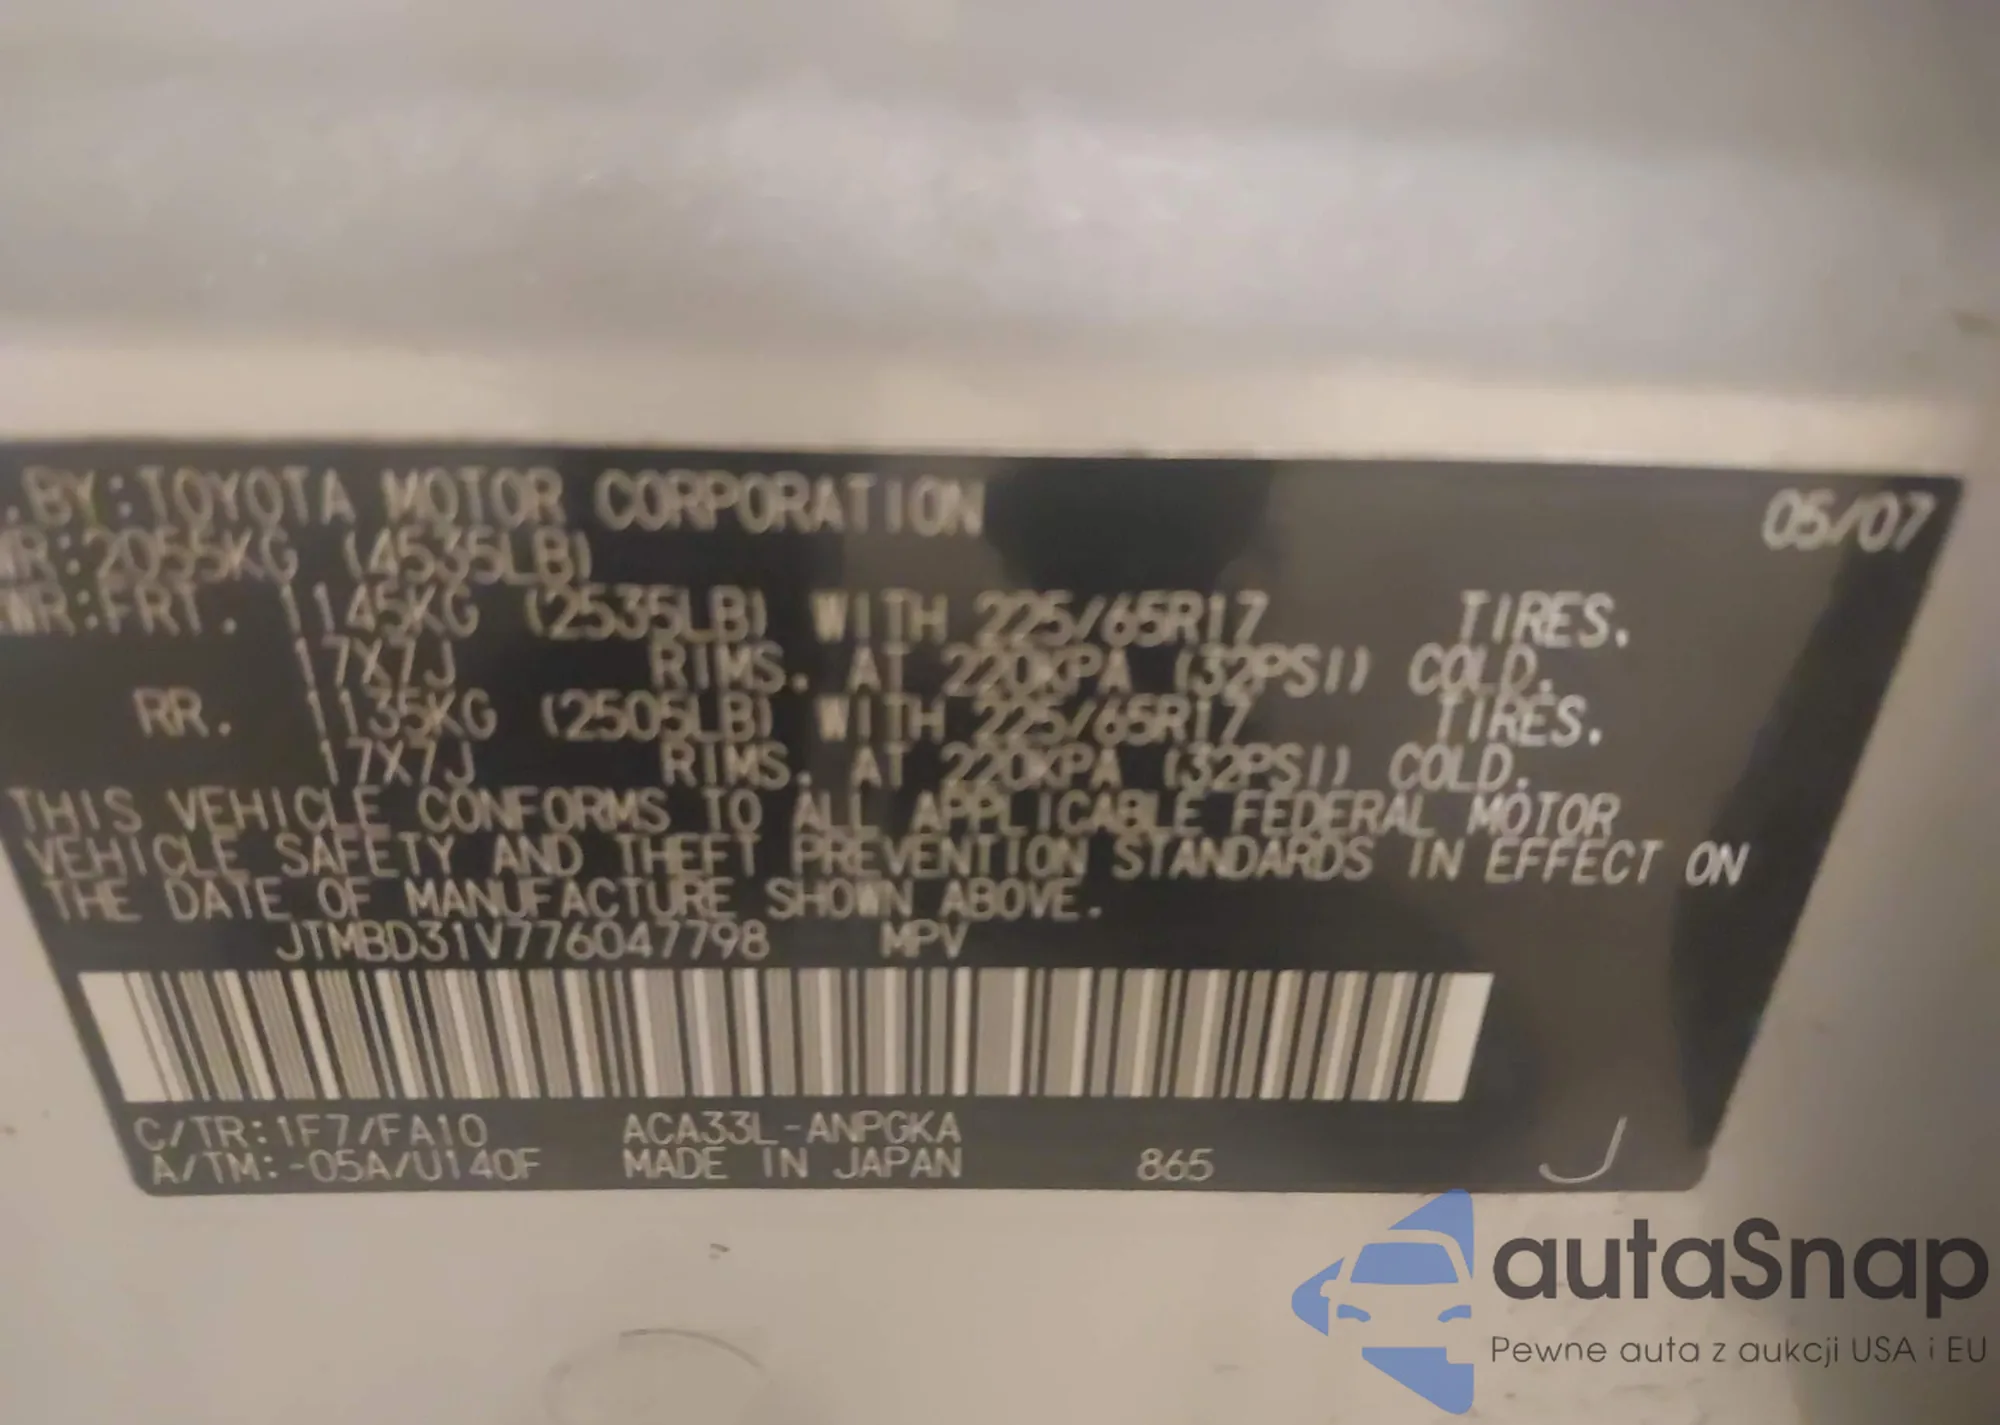 .BY:TOYOTA MOTOR CORPORATION 05/07
WR:2055KG (4535LB)
WR:FRT. 1145KG (2535LB) WITH 225/65R17 TIRES.
17X7J RIMS. AT 220KPA (32PSI) COLD.
RR. 1135KG (2505LB) WITH 225/65R17 TIRES.
17X7J RIMS. AT 220KPA (32PSI) COLD.
THIS VEHICLE CONFORMS TO ALL APPLICABLE FEDERAL MOTOR
VEHICLE SAFETY AND THEFT PREVENTION STANDARDS IN EFFECT ON
THE DATE OF MANUFACTURE SHOWN ABOVE.
JTMBD31V776047798 MPV
C/TR:1F7/FA10 ACA33L-ANPGKA
A/TM:-05A/U140F MADE IN JAPAN 865 J
autaSnap
Pewne auta z aukcji USA i EU